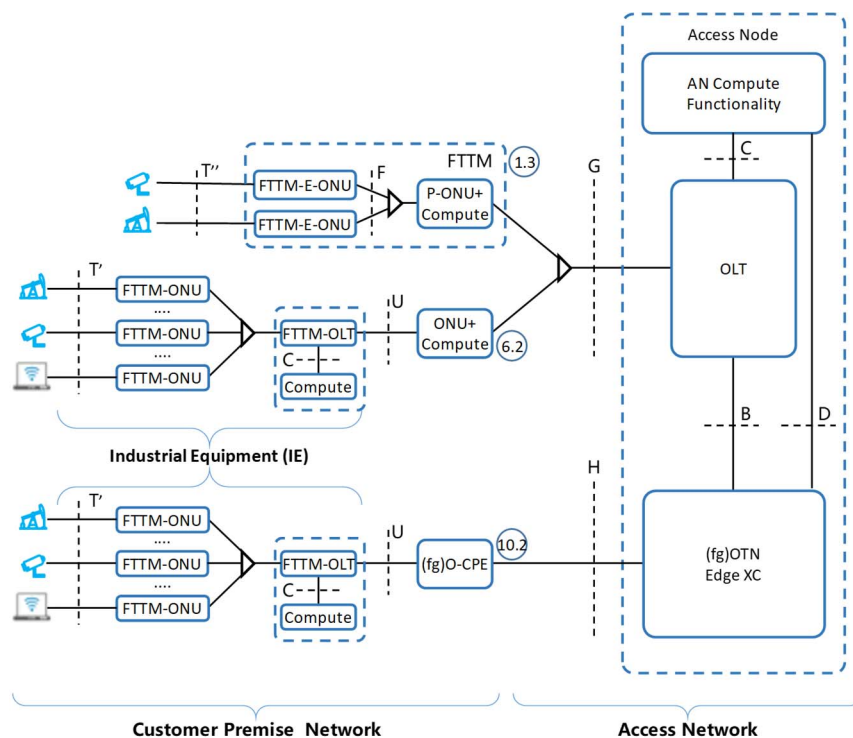 Access Node
AN Compute
Functionality
C
FTTM
1.3
G
T’’
F
FTTM-E-ONU
P-ONU+
Compute
FTTM-E-ONU
OLT
T’
FTTM-ONU
....
U
FTTM-ONU
FTTM-OLT
ONU+
Compute
6.2
....
C
FTTM-ONU
Compute
B
D
Industrial Equipment (IE)
H
T’
FTTM-ONU
....
U
10.2
FTTM-ONU
FTTM-OLT
(fg)O-CPE
(fg)OTN
Edge XC
....
C
FTTM-ONU
Compute
Customer Premise Network
Access Network